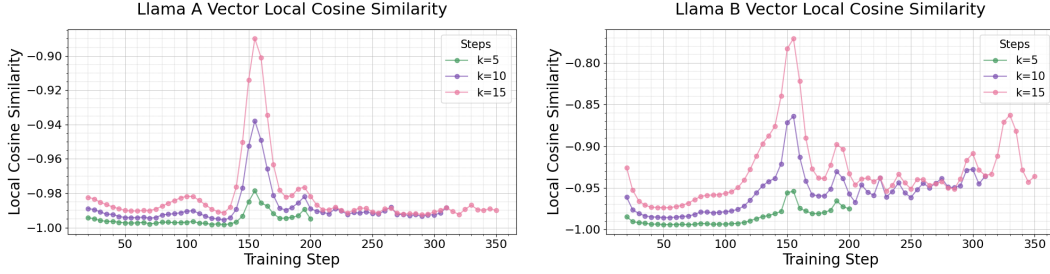 Llama A Vector Local Cosine Similarity
Local Cosine Similarity
−0.90
−0.92
−0.94
−0.96
−0.98
−1.00
Steps
k=5
k=10
k=15
50
100
150
200
250
300
350
Training Step
Llama B Vector Local Cosine Similarity
Local Cosine Similarity
−0.80
−0.85
−0.90
−0.95
−1.00
Steps
k=5
k=10
k=15
50
100
150
200
250
300
350
Training Step